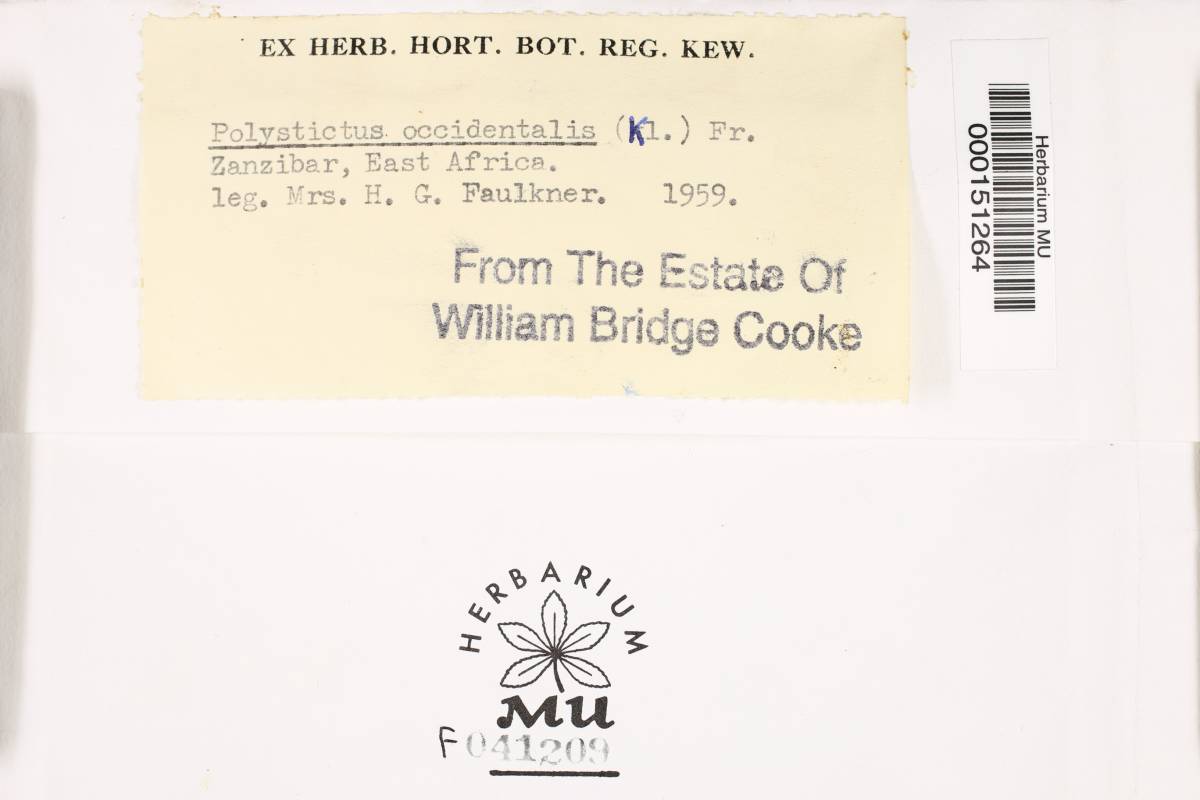 EX HERB. HORT. BOT. REG. KEW.
Polystictus occidentalis (Kl.) Fr.
Zanzibar, East Africa.
leg. Mrs. H. G. Faulkner. 1959.
From The Estate Of
William Bridge Cooke
Herbarium MU
000151264
HERBARIUM
MU
F041209